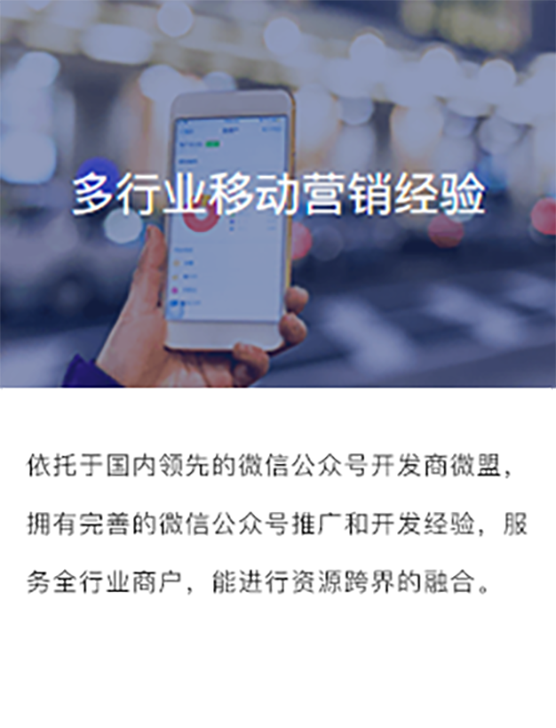 多行业移动营销经验
依托于国内领先的微信公众号开发商微盟，
拥有完善的微信公众号推广和开发经验，服
务全行业商户，能进行资源跨界的融合。